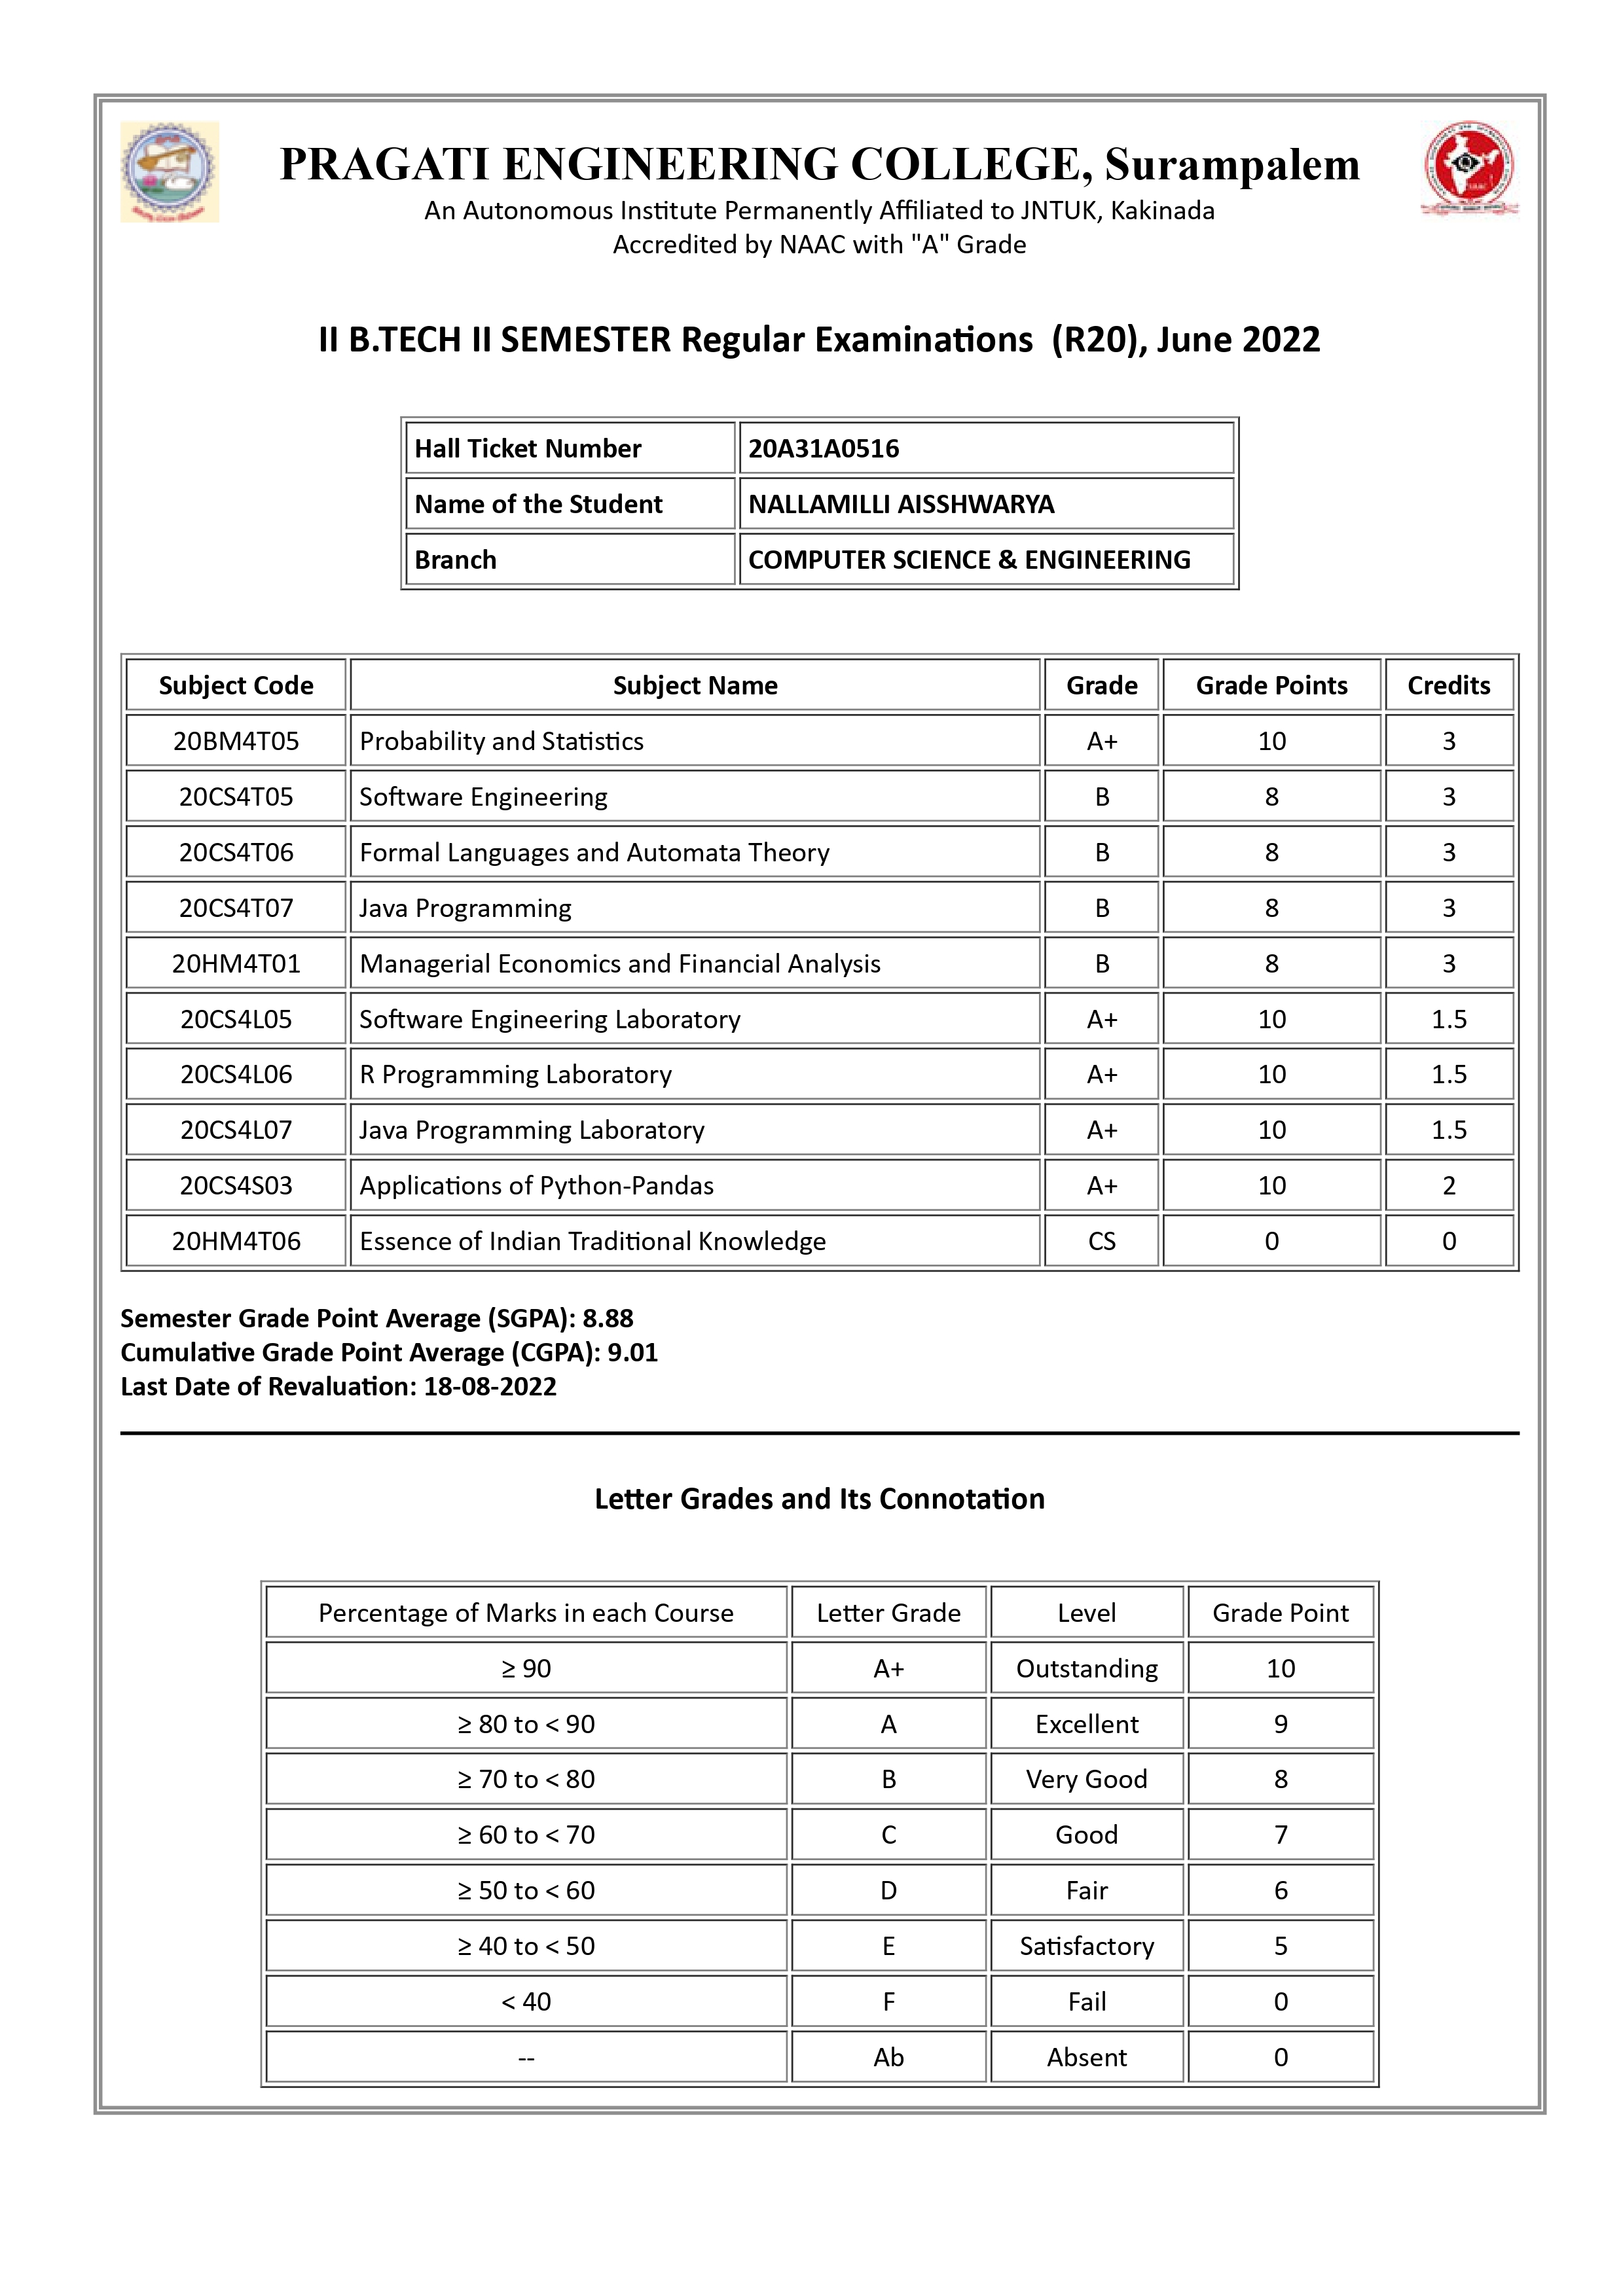 PRAGATI ENGINEERING COLLEGE, Surampalem
An Autonomous Institute Permanently Affiliated to JNTUK, Kakinada
Accredited by NAAC with "A" Grade
II B.TECH II SEMESTER Regular Examinations (R20), June 2022
Hall Ticket Number 20A31A0516
Name of the Student NALLAMILLI AISSHWARYA
Branch COMPUTER SCIENCE & ENGINEERING
Subject Code Subject Name Grade Grade Points Credits
20BM4T05 Probability and Statistics A+ 10 3
20CS4T05 Software Engineering B 8 3
20CS4T06 Formal Languages and Automata Theory B 8 3
20CS4T07 Java Programming B 8 3
20HM4T01 Managerial Economics and Financial Analysis B 8 3
20CS4L05 Software Engineering Laboratory A+ 10 1.5
20CS4L06 R Programming Laboratory A+ 10 1.5
20CS4L07 Java Programming Laboratory A+ 10 1.5
20CS4S03 Applications of Python-Pandas A+ 10 2
20HM4T06 Essence of Indian Traditional Knowledge CS 0 0
Semester Grade Point Average (SGPA): 8.88
Cumulative Grade Point Average (CGPA): 9.01
Last Date of Revaluation: 18-08-2022
Letter Grades and Its Connotation
Percentage of Marks in each Course Letter Grade Level Grade Point
≥ 90 A+ Outstanding 10
≥ 80 to < 90 A Excellent 9
≥ 70 to < 80 B Very Good 8
≥ 60 to < 70 C Good 7
≥ 50 to < 60 D Fair 6
≥ 40 to < 50 E Satisfactory 5
< 40 F Fail 0
-- Ab Absent 0